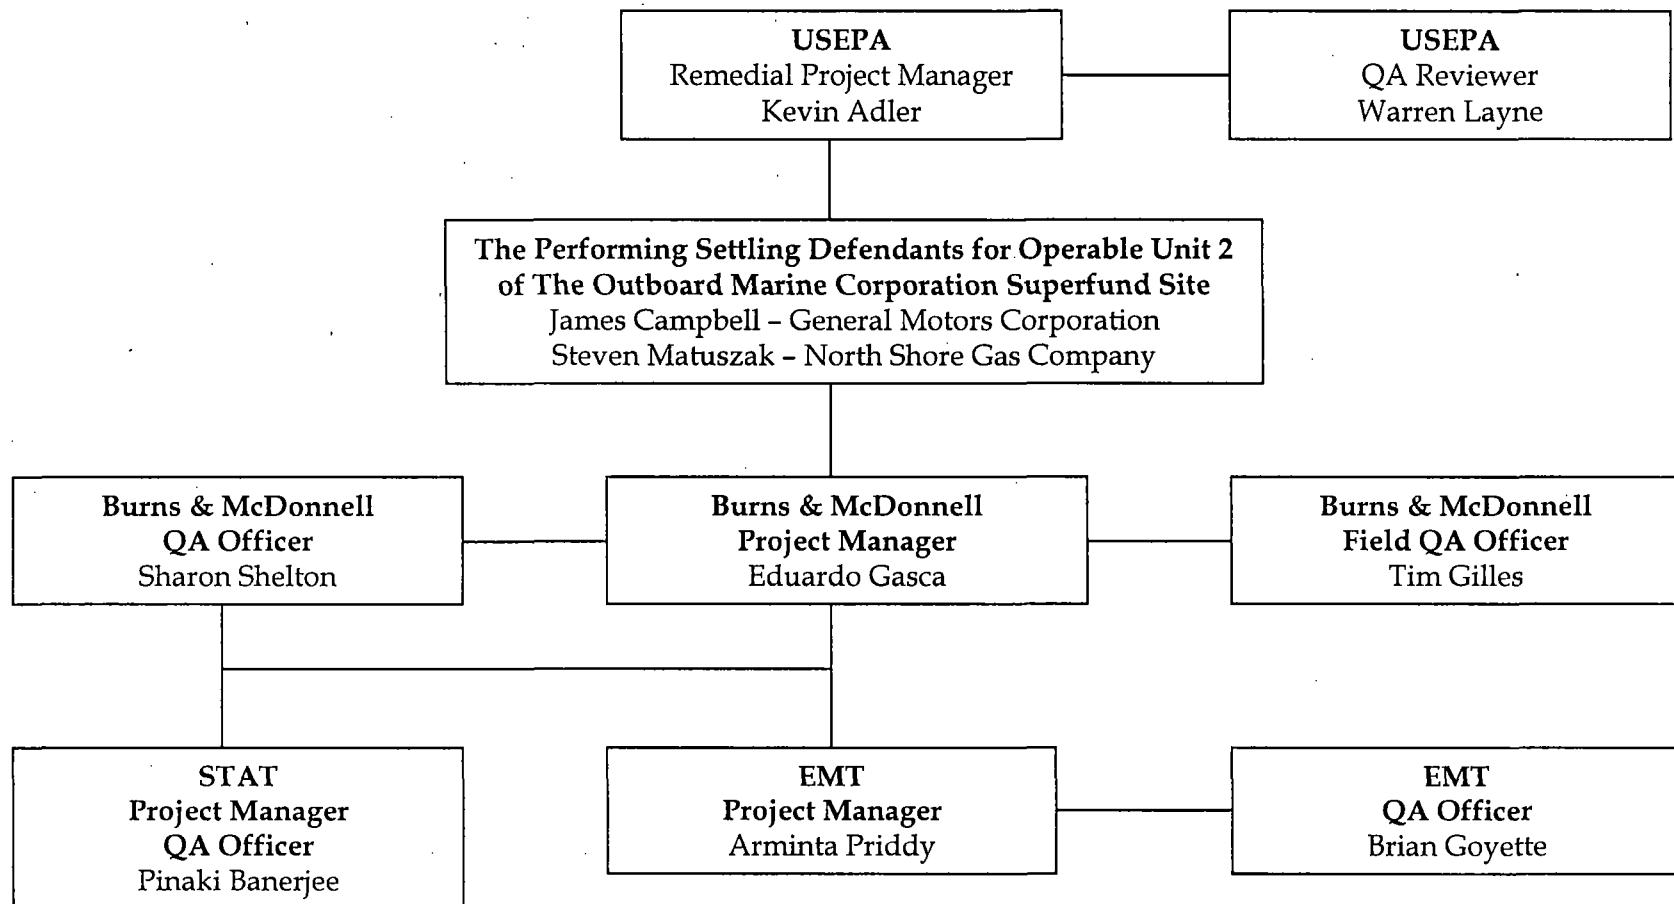 USEPA
Remedial Project Manager
Kevin Adler
USEPA
QA Reviewer
Warren Layne
The Performing Settling Defendants for Operable Unit 2
of The Outboard Marine Corporation Superfund Site
James Campbell – General Motors Corporation
Steven Matuszak – North Shore Gas Company
Burns & McDonnell
QA Officer
Sharon Shelton
Burns & McDonnell
Project Manager
Eduardo Gasca
Burns & McDonnell
Field QA Officer
Tim Gilles
STAT
Project Manager
QA Officer
Pinaki Banerjee
EMT
Project Manager
Arminta Priddy
EMT
QA Officer
Brian Goyette